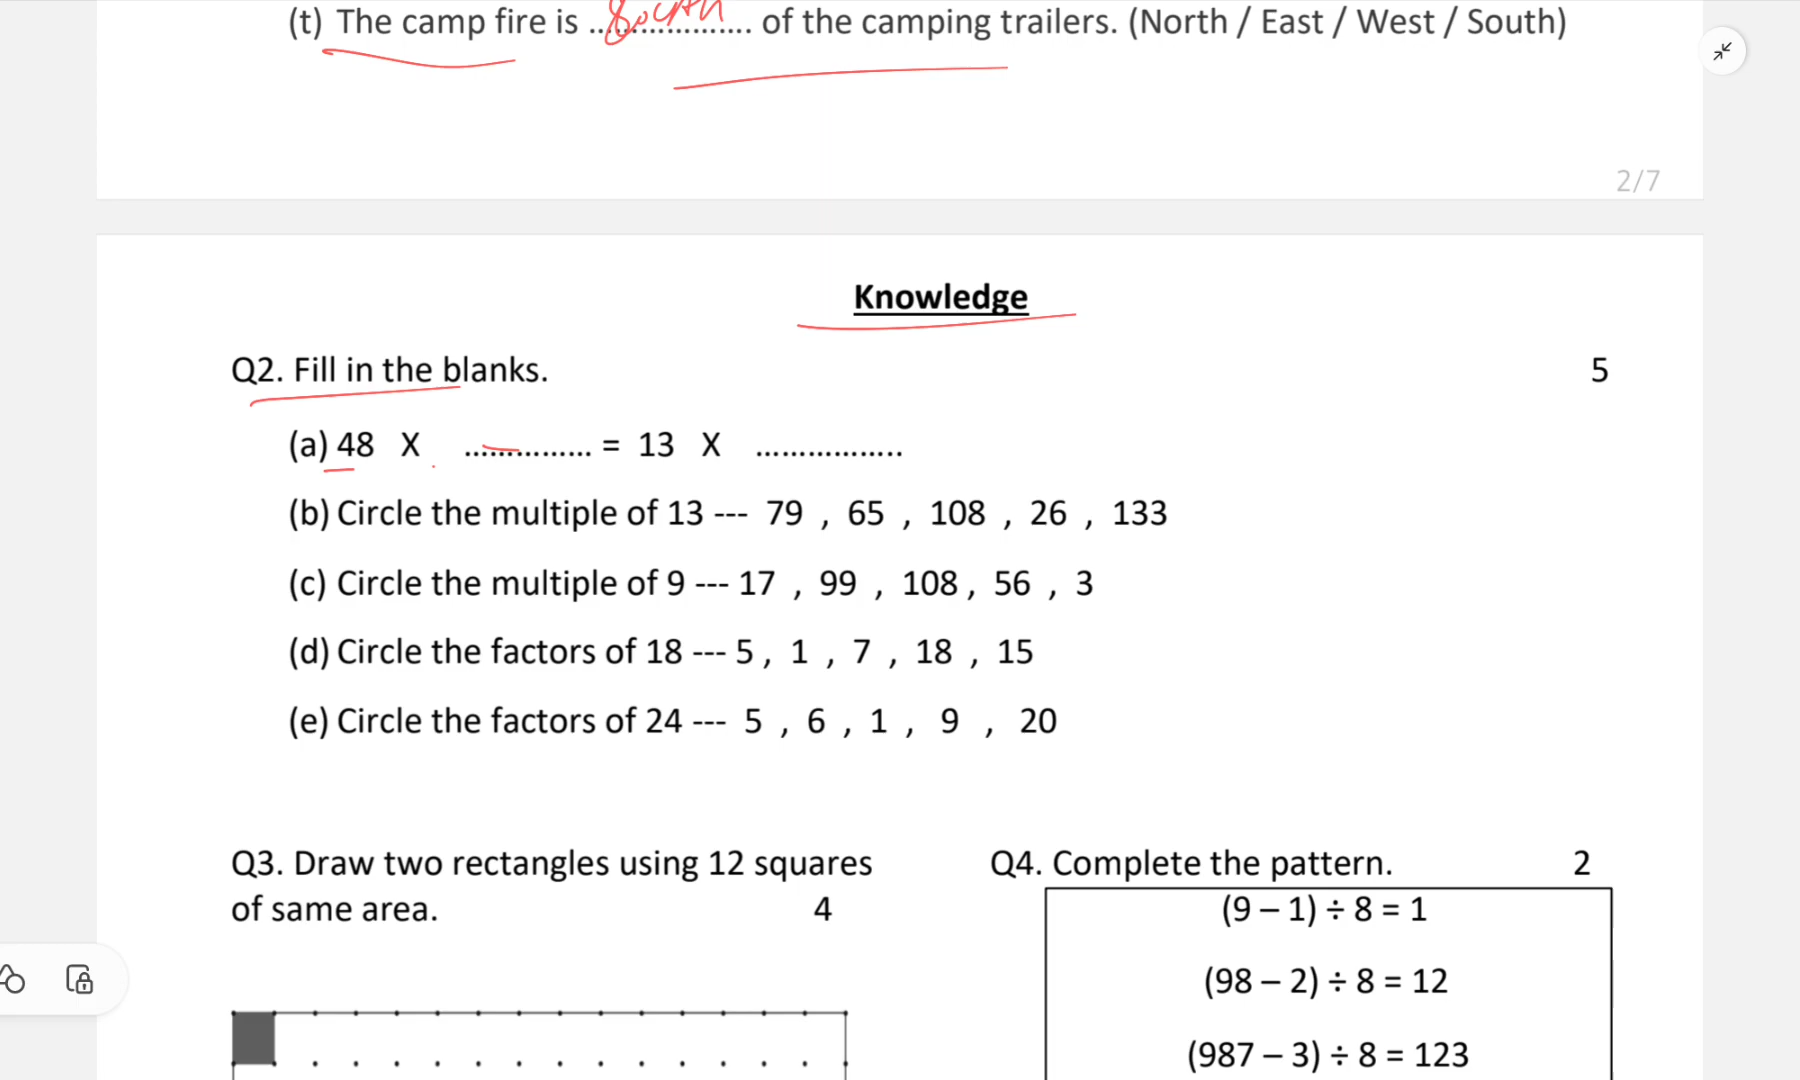 (t) The camp fire is ..South................ of the camping trailers. (North / East / West / South)
2/7
Knowledge
Q2. Fill in the blanks. 5
(a) 48 X ............... = 13 X .................
(b) Circle the multiple of 13 --- 79 , 65 , 108 , 26 , 133
(c) Circle the multiple of 9 --- 17 , 99 , 108 , 56 , 3
(d) Circle the factors of 18 --- 5 , 1 , 7 , 18 , 15
(e) Circle the factors of 24 --- 5 , 6 , 1 , 9 , 20
Q3. Draw two rectangles using 12 squares
of same area. 4
Q4. Complete the pattern. 2
(9 – 1) ÷ 8 = 1
(98 – 2) ÷ 8 = 12
(987 – 3) ÷ 8 = 123